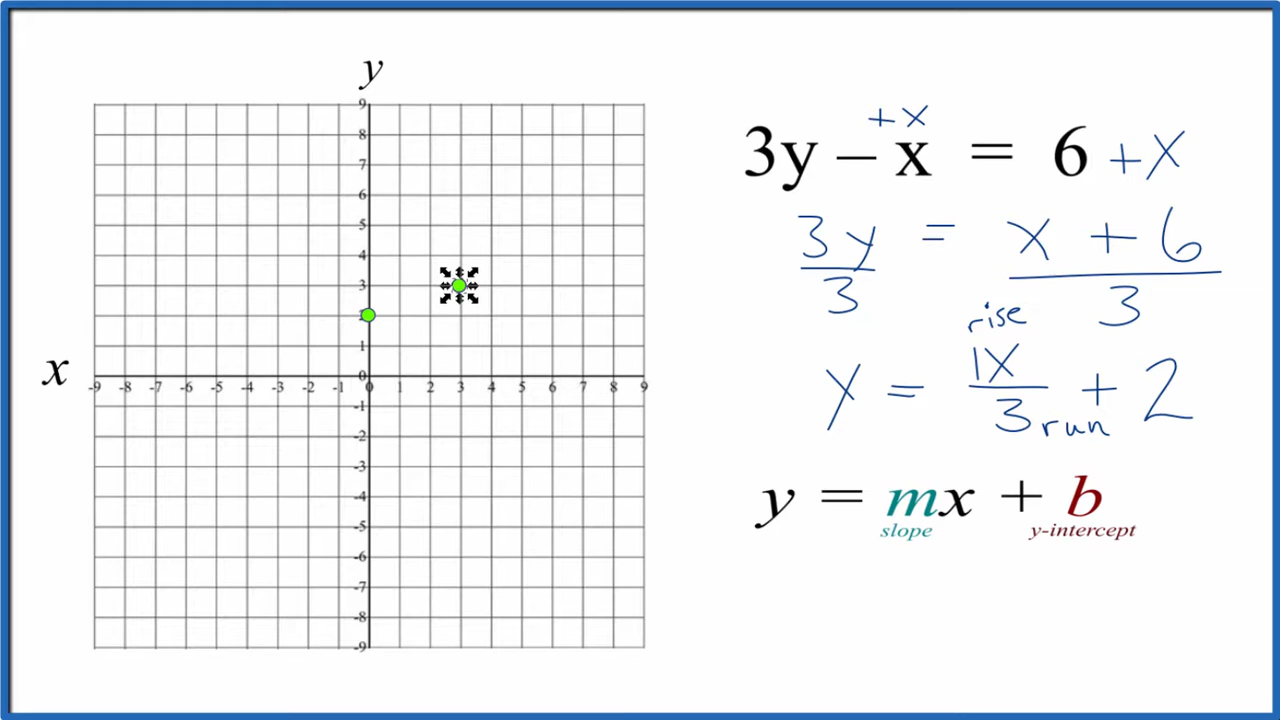 y
9
8
7
6
5
4
3
2
1
0
x
-9 -8 -7 -6 -5 -4 -3 -2 -1 0 1 2 3 4 5 6 7 8 9
-1
-2
-3
-4
-5
-6
-7
-8
-9
+x
3y – x = 6 +x
3y = x + 6
3 3
rise
y = 1x + 2
3 run
y = mx + b
slope y-intercept